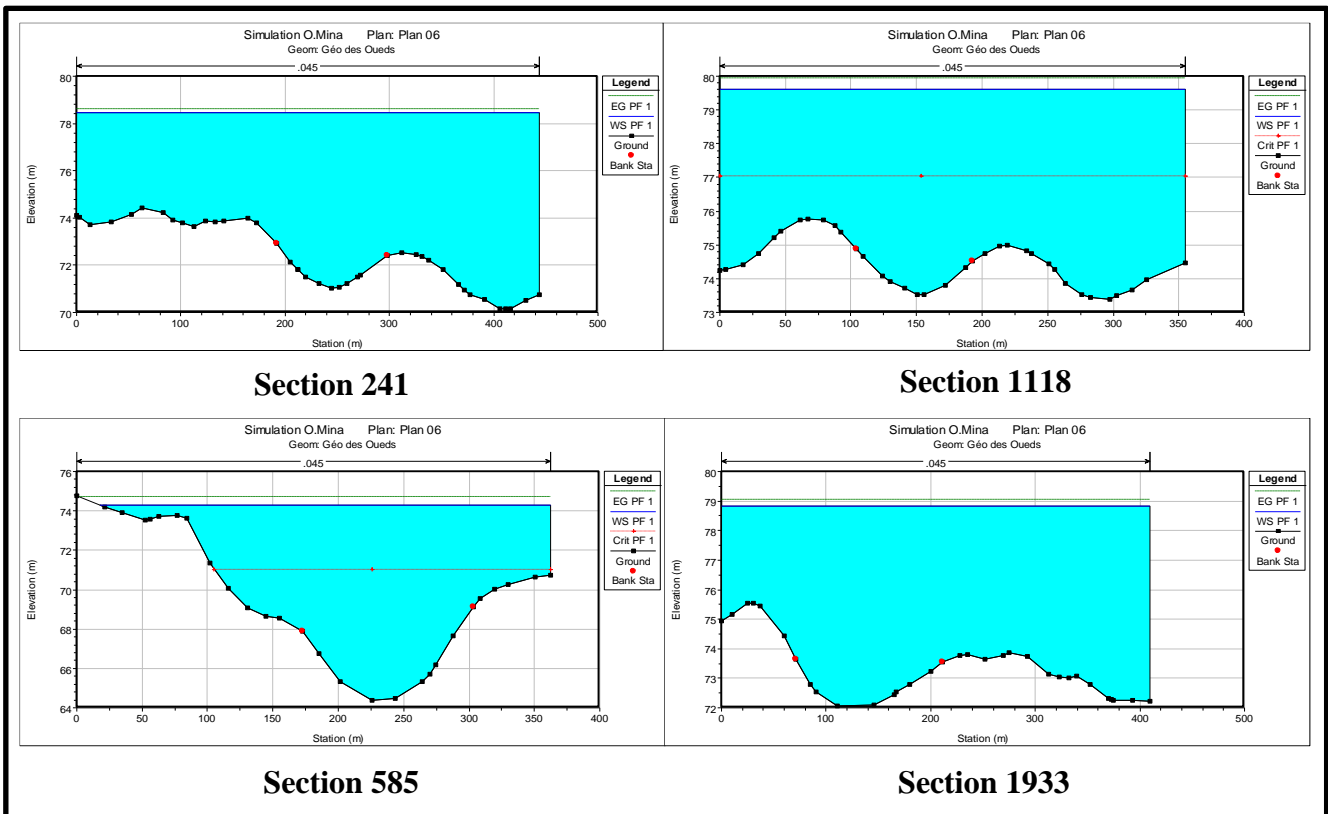 Simulation O.Mina Plan: Plan 06
Geom: Géo des Oueds
.045
80
78
76
74
72
70
0
100
200
300
400
500
Elevation (m)
Station (m)
Legend
EG PF 1
WS PF 1
Ground
Bank Sta
Section 241
Simulation O.Mina Plan: Plan 06
Geom: Géo des Oueds
.045
80
79
78
77
76
75
74
73
0
50
100
150
200
250
300
350
400
Elevation (m)
Station (m)
Legend
EG PF 1
WS PF 1
Crit PF 1
Ground
Bank Sta
Section 1118
Simulation O.Mina Plan: Plan 06
Geom: Géo des Oueds
.045
76
74
72
70
68
66
64
0
50
100
150
200
250
300
350
400
Elevation (m)
Station (m)
Legend
EG PF 1
WS PF 1
Crit PF 1
Ground
Bank Sta
Section 585
Simulation O.Mina Plan: Plan 06
Geom: Géo des Oueds
.045
80
79
78
77
76
75
74
73
72
0
100
200
300
400
500
Elevation (m)
Station (m)
Legend
EG PF 1
WS PF 1
Ground
Bank Sta
Section 1933